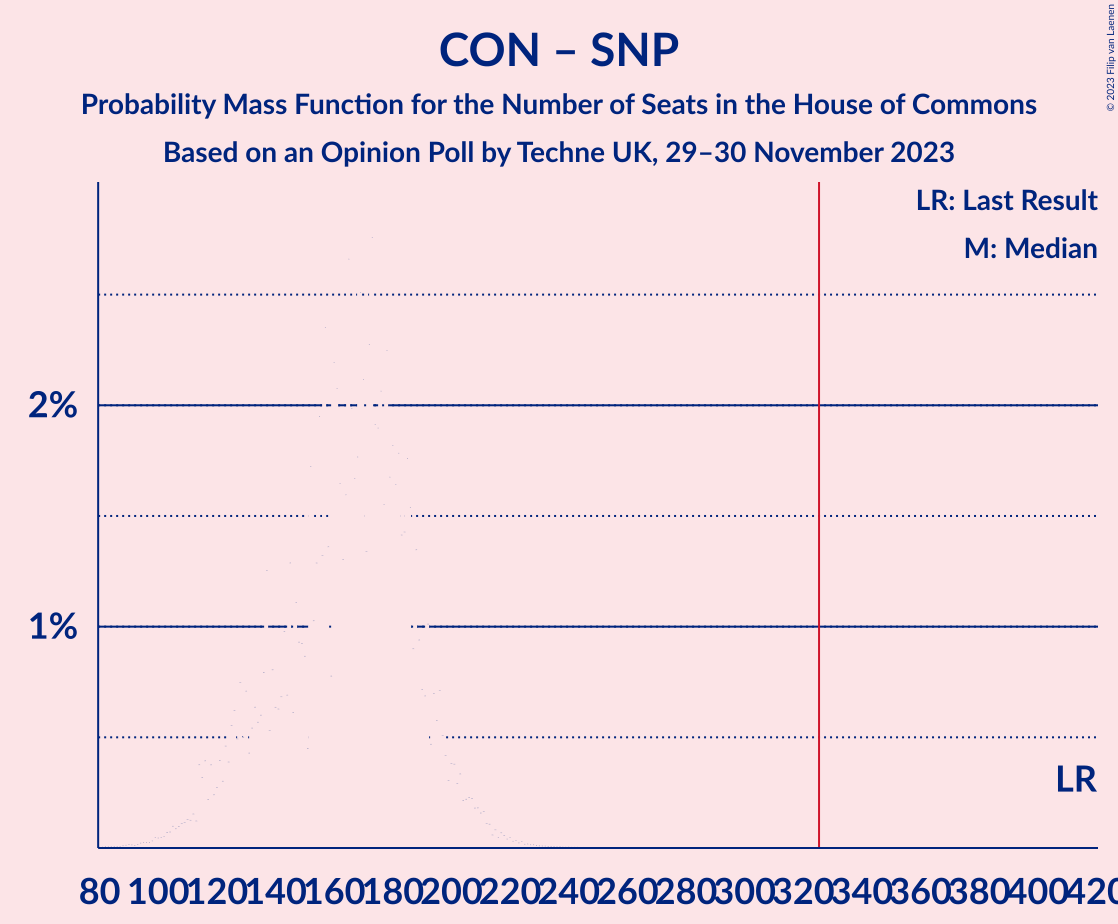 CON – SNP
Probability Mass Function for the Number of Seats in the House of Commons
Based on an Opinion Poll by Techne UK, 29–30 November 2023
© 2023 Filip van Laenen
LR: Last Result
M: Median
2%
1%
LR
80 100 120 140 160 180 200 220 240 260 280 300 320 340 360 380 400 420